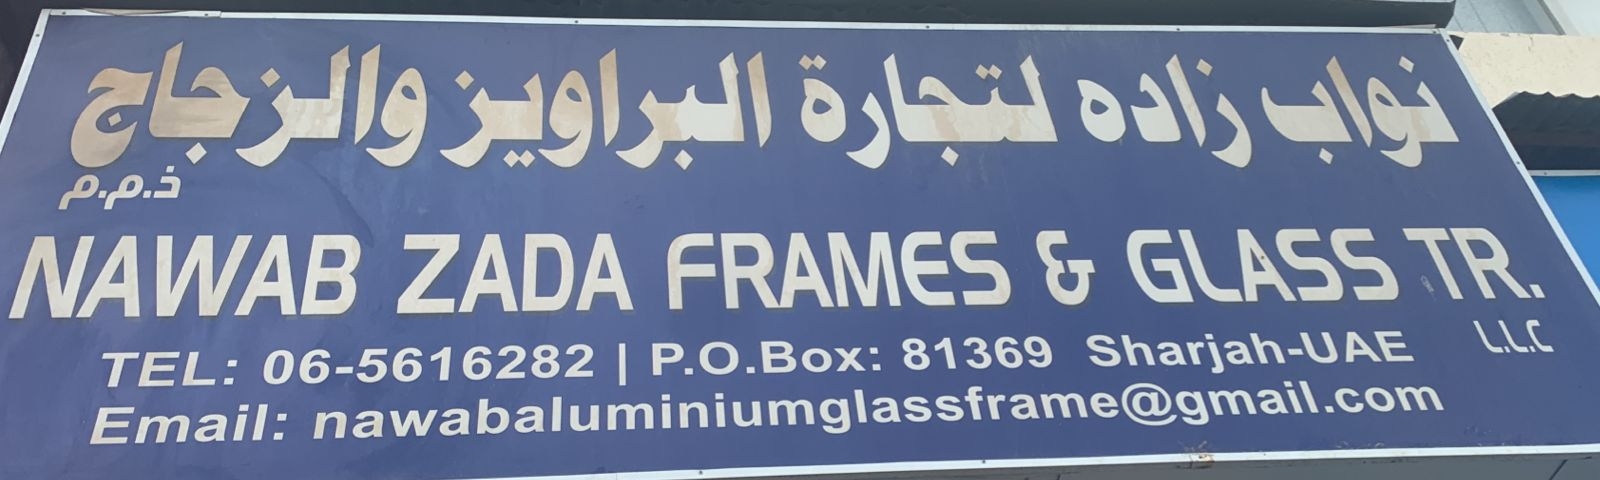 نواب زاده لتجارة البراويز والزجاج
ذ.م.م
NAWAB ZADA FRAMES & GLASS TR.
L.L.C
TEL: 06-5616282 | P.O.Box: 81369 Sharjah-UAE
Email: nawabaluminiumglassframe@gmail.com